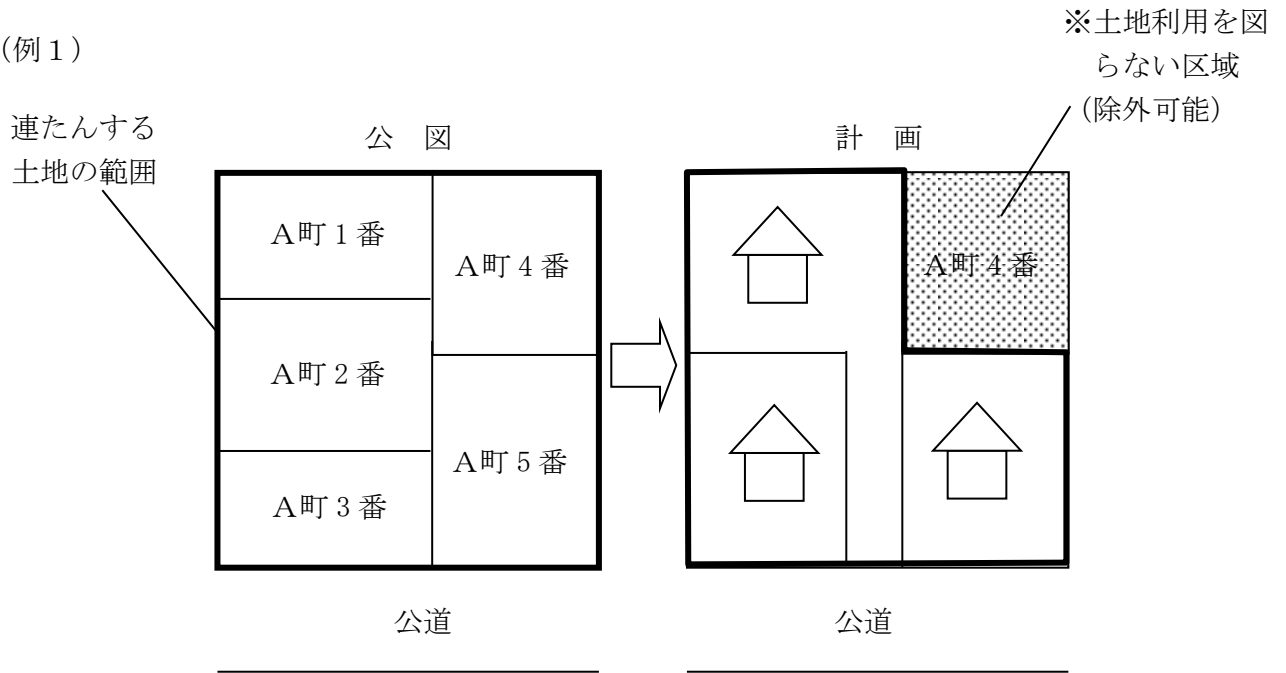 (例１)
※土地利用を図
らない区域
(除外可能)
連たんする
土地の範囲
公　図
計　画
A町１番
A町４番
A町２番
A町５番
A町３番
A町４番
公道
公道